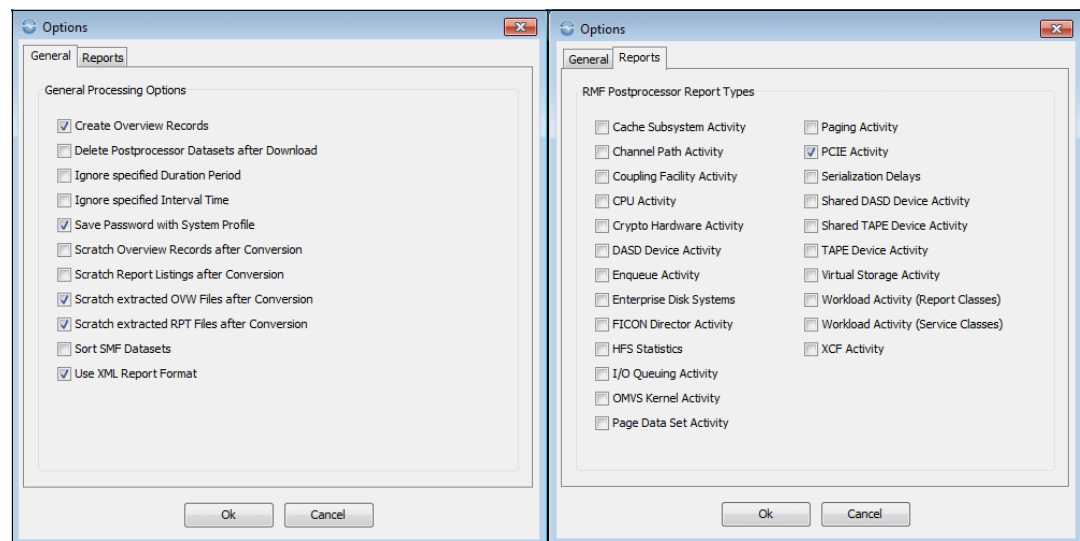 Options
General Reports
General Processing Options
Create Overview Records
Delete Postprocessor Datasets after Download
Ignore specified Duration Period
Ignore specified Interval Time
Save Password with System Profile
Scratch Overview Records after Conversion
Scratch Report Listings after Conversion
Scratch extracted OVW Files after Conversion
Scratch extracted RPT Files after Conversion
Sort SMF Datasets
Use XML Report Format
Ok Cancel
Options
General Reports
RMF Postprocessor Report Types
Cache Subsystem Activity
Channel Path Activity
Coupling Facility Activity
CPU Activity
Crypto Hardware Activity
DASD Device Activity
Enqueue Activity
Enterprise Disk Systems
FICON Director Activity
HFS Statistics
I/O Queuing Activity
OMVS Kernel Activity
Page Data Set Activity
Paging Activity
PCIE Activity
Serialization Delays
Shared DASD Device Activity
Shared TAPE Device Activity
TAPE Device Activity
Virtual Storage Activity
Workload Activity (Report Classes)
Workload Activity (Service Classes)
XCF Activity
Ok Cancel